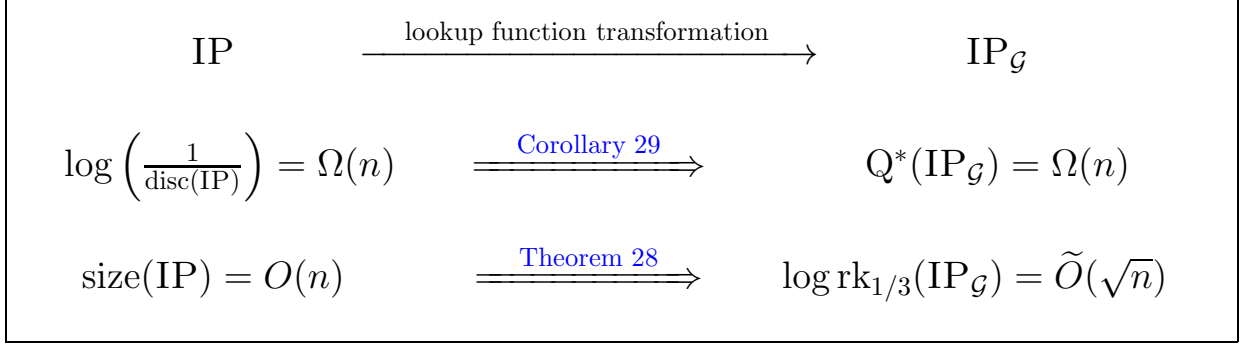 lookup function transformation
IP ⟶ IP_𝒢
Corollary 29
log(1/disc(IP)) = Ω(n) ⟹ Q*(IP_𝒢) = Ω(n)
Theorem 28
size(IP) = O(n) ⟹ log rk_{1/3}(IP_𝒢) = Õ(√n)